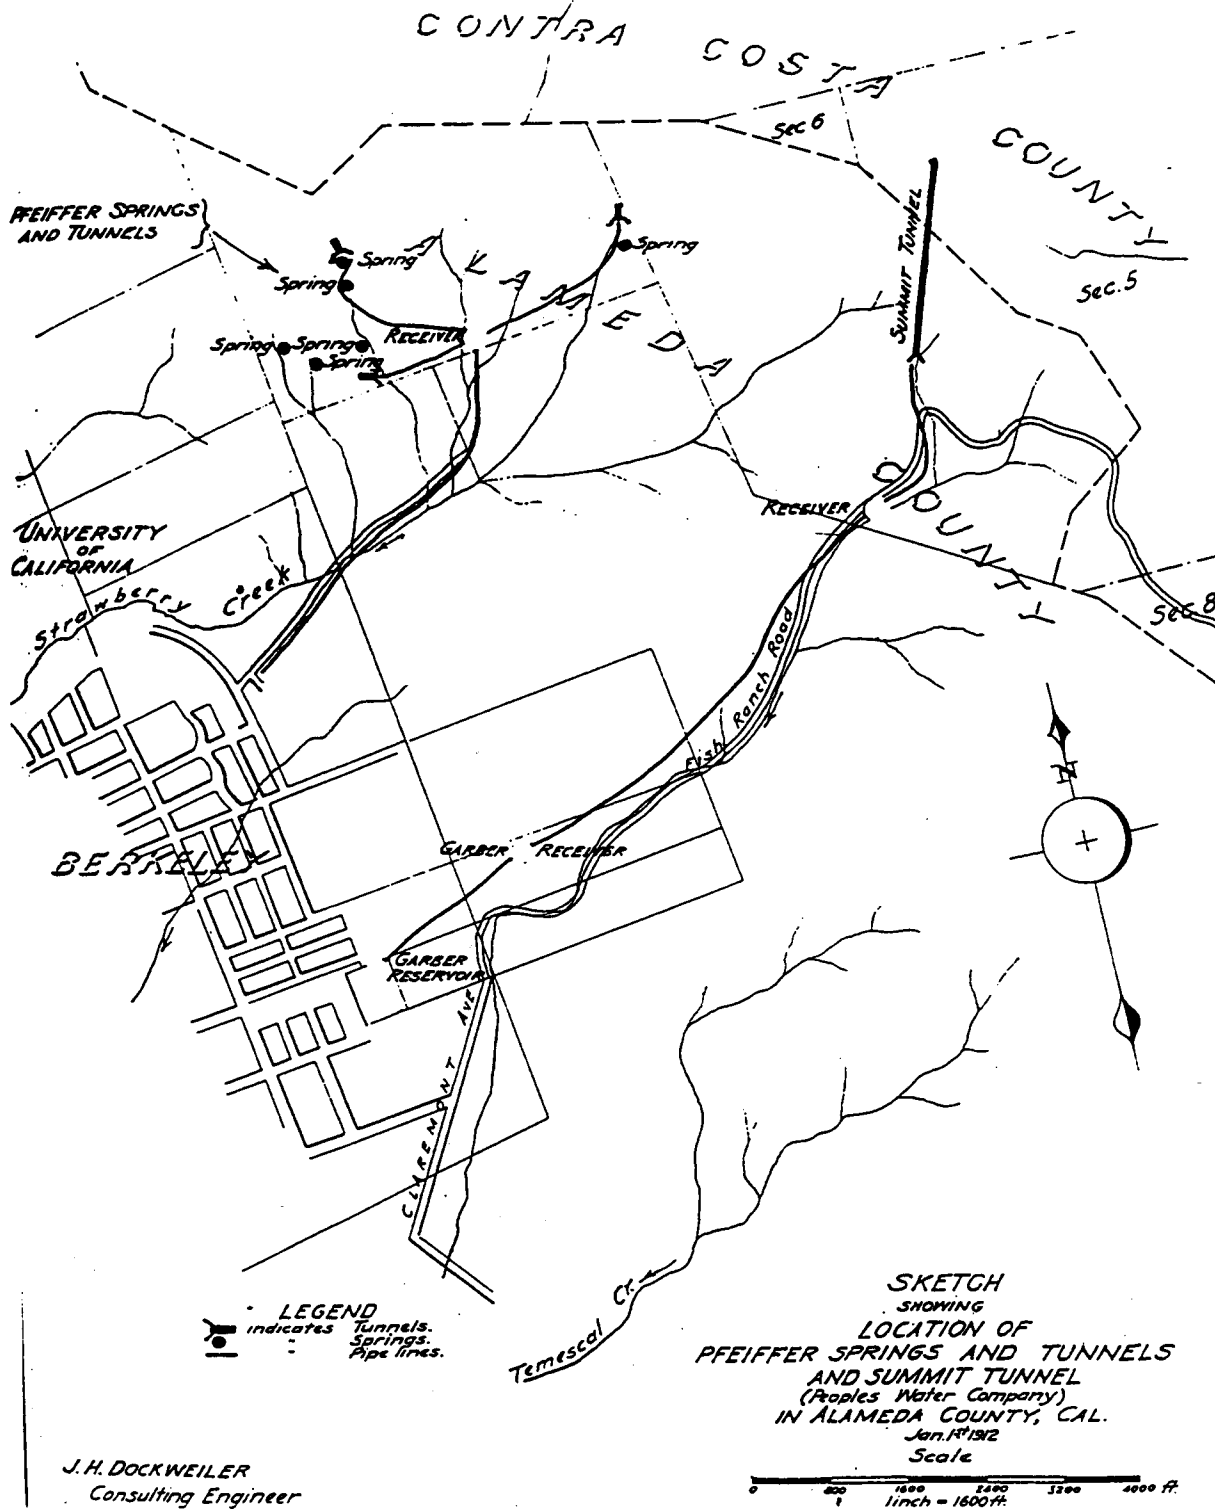 CONTRA COSTA COUNTY
Sec 6
Sec. 5
PFEIFFER SPRINGS
AND TUNNELS
SUMMIT TUNNEL
Spring
Spring
Spring
ALAMEDA COUNTY
RECEIVER
Spring
Spring
Spring
RECEIVER
UNIVERSITY
OF
CALIFORNIA
Strawberry Creek
Sec. 8
Fish Ranch Road
N
BERKELEY
GARBER RECEIVER
GARBER
RESERVOIR
CLAREMONT AVE
Temescal Cr.
LEGEND
indicates Tunnels.
" Springs.
" Pipe lines.
SKETCH
SHOWING
LOCATION OF
PFEIFFER SPRINGS AND TUNNELS
AND SUMMIT TUNNEL
(Peoples Water Company)
IN ALAMEDA COUNTY, CAL.
Jan. 1st 1912
Scale
0 800 1600 2400 3200 4000 ft.
1 inch = 1600 ft.
J. H. DOCKWEILER
Consulting Engineer